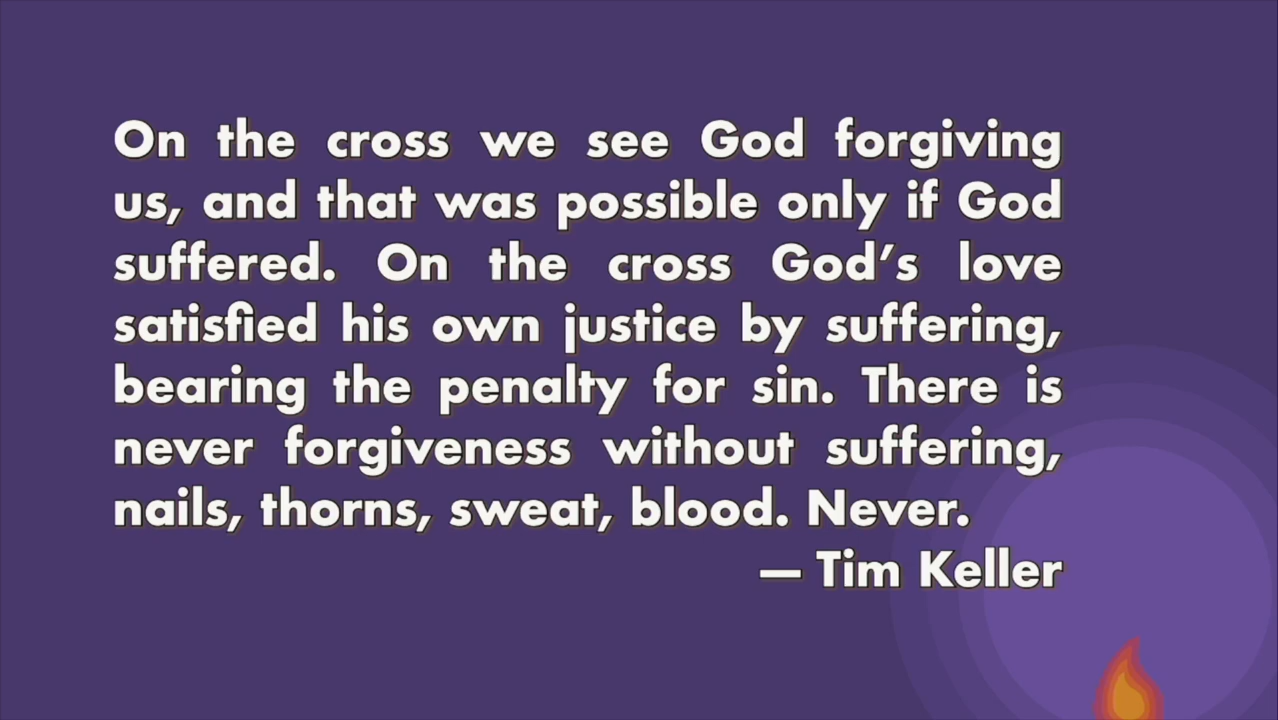 On the cross we see God forgiving
us, and that was possible only if God
suffered. On the cross God’s love
satisfied his own justice by suffering,
bearing the penalty for sin. There is
never forgiveness without suffering,
nails, thorns, sweat, blood. Never.
— Tim Keller